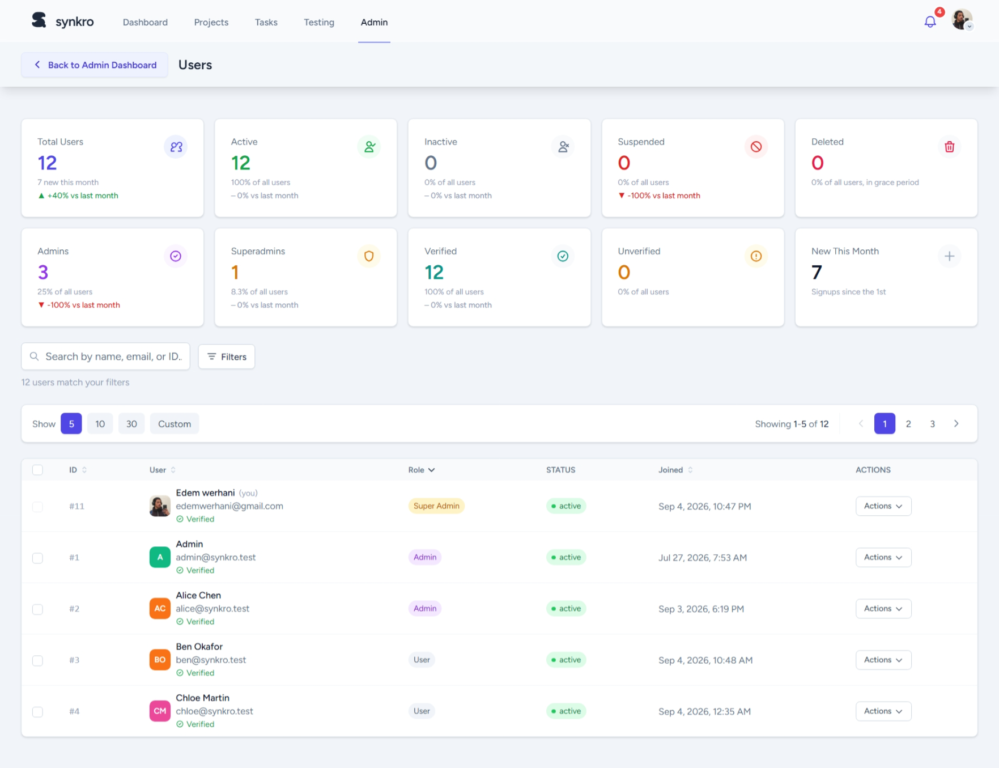 synkro
Dashboard
Projects
Tasks
Testing
Admin
4
Back to Admin Dashboard
Users
Total Users
12
7 new this month
▲ +40% vs last month
Active
12
100% of all users
– 0% vs last month
Inactive
0
0% of all users
– 0% vs last month
Suspended
0
0% of all users
▼ -100% vs last month
Deleted
0
0% of all users, in grace period
Admins
3
25% of all users
▼ -100% vs last month
Superadmins
1
8.3% of all users
– 0% vs last month
Verified
12
100% of all users
– 0% vs last month
Unverified
0
0% of all users
New This Month
7
Signups since the 1st
Search by name, email, or ID..
Filters
12 users match your filters
Show 5 10 30 Custom
Showing 1-5 of 12
1 2 3
ID User Role STATUS Joined ACTIONS
#11
Edem werhani (you)
edemwerhani@gmail.com
Verified
Super Admin
active
Sep 4, 2026, 10:47 PM
Actions
#1
A
Admin
admin@synkro.test
Verified
Admin
active
Jul 27, 2026, 7:53 AM
Actions
#2
AC
Alice Chen
alice@synkro.test
Verified
Admin
active
Sep 3, 2026, 6:19 PM
Actions
#3
BO
Ben Okafor
ben@synkro.test
Verified
User
active
Sep 4, 2026, 10:48 AM
Actions
#4
CM
Chloe Martin
chloe@synkro.test
Verified
User
active
Sep 4, 2026, 12:35 AM
Actions